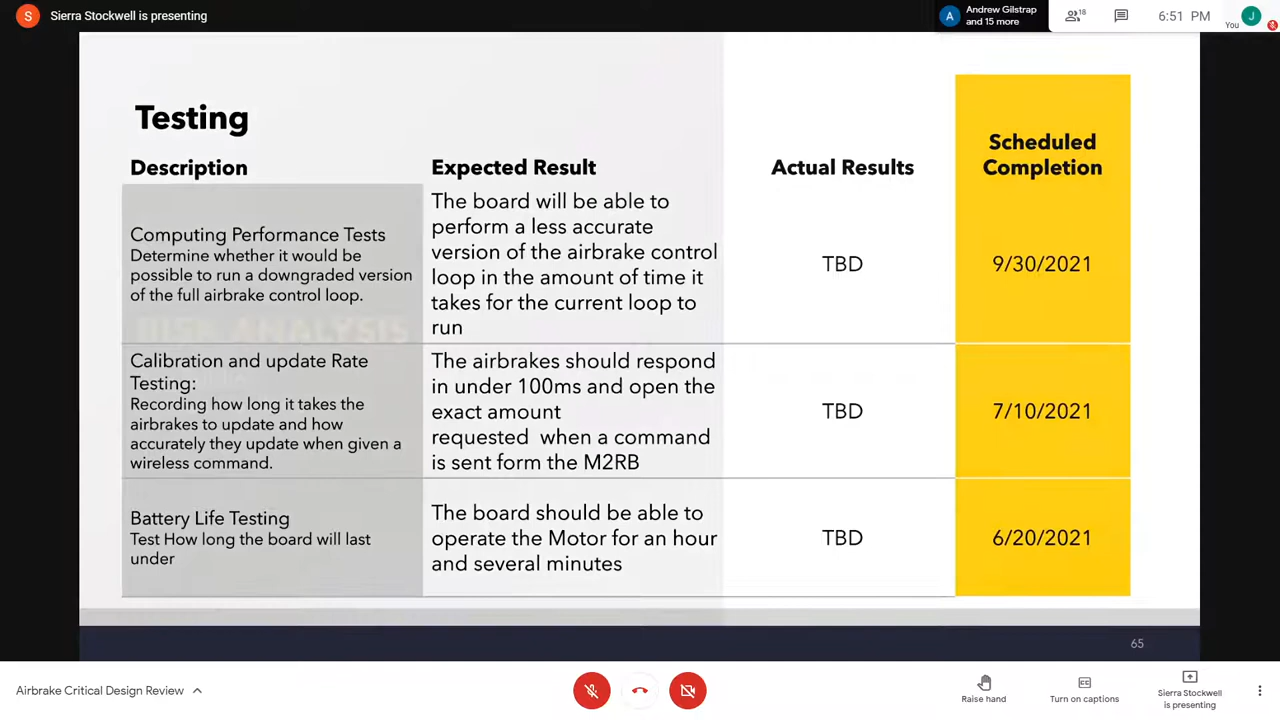 S Sierra Stockwell is presenting
A Andrew Gilstrap
and 15 more
18
6:51 PM
You
J
Testing
Description
Expected Result
Actual Results
Scheduled
Completion
Computing Performance Tests
Determine whether it would be
possible to run a downgraded version
of the full airbrake control loop.
The board will be able to
perform a less accurate
version of the airbrake control
loop in the amount of time it
takes for the current loop to
run
TBD
9/30/2021
RISK ANALYSIS
Calibration and update Rate
Testing:
Recording how long it takes the
airbrakes to update and how
accurately they update when given a
wireless command.
The airbrakes should respond
in under 100ms and open the
exact amount
requested when a command
is sent form the M2RB
TBD
7/10/2021
Battery Life Testing
Test How long the board will last
under
The board should be able to
operate the Motor for an hour
and several minutes
TBD
6/20/2021
65
Airbrake Critical Design Review
Raise hand
CC
Turn on captions
Sierra Stockwell
is presenting